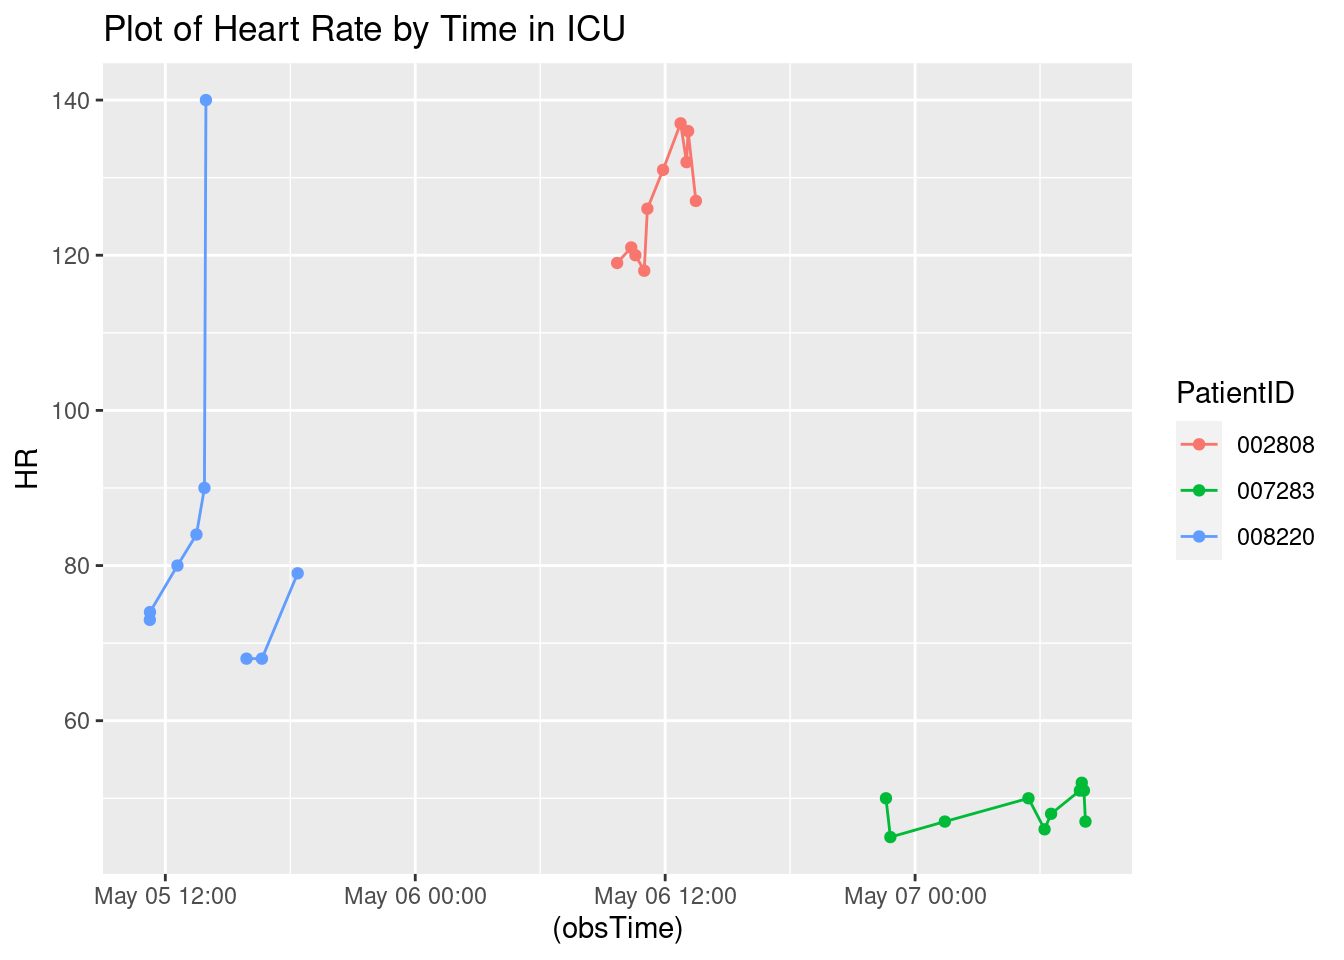 Plot of Heart Rate by Time in ICU
140
120
100
80
60
HR
May 05 12:00
May 06 00:00
May 06 12:00
May 07 00:00
(obsTime)
PatientID
002808
007283
008220